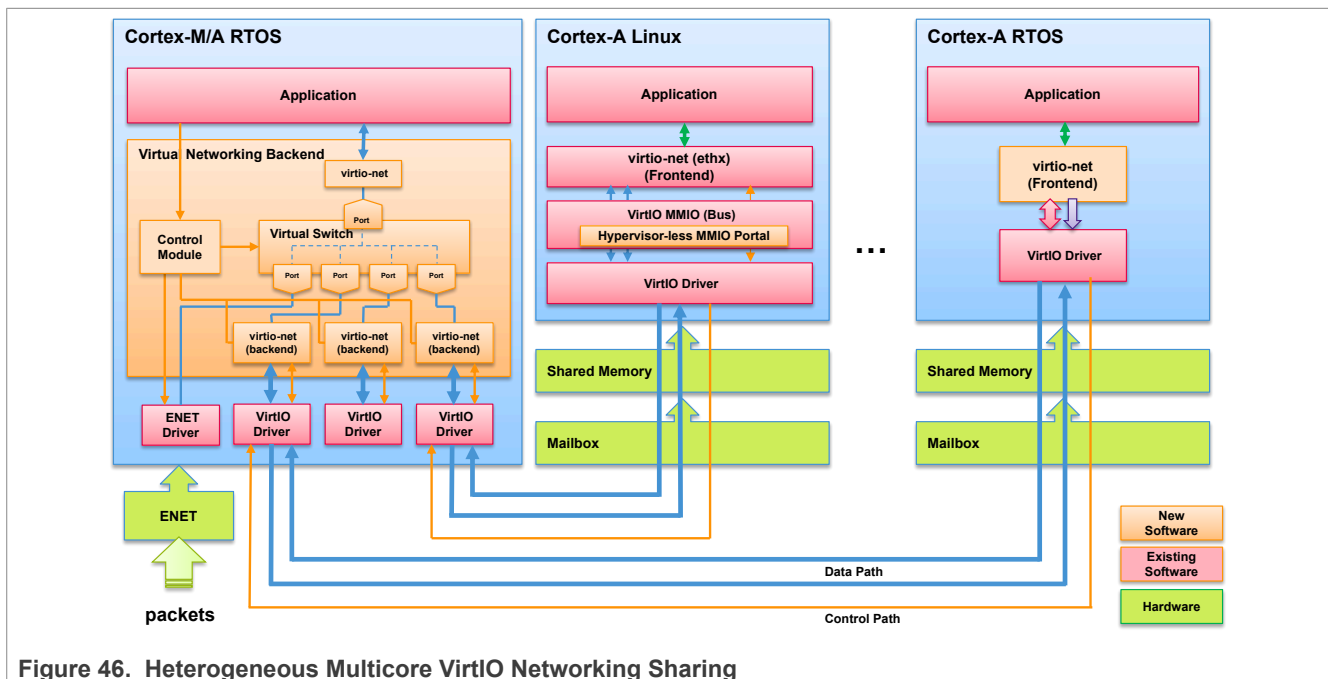 Cortex-M/A RTOS
Application
Virtual Networking Backend
virtio-net
Port
Virtual Switch
Control
Module
Port
Port
Port
Port
virtio-net
(backend)
virtio-net
(backend)
virtio-net
(backend)
ENET
Driver
VirtIO
Driver
VirtIO
Driver
VirtIO
Driver
ENET
packets
Cortex-A Linux
Application
virtio-net (ethx)
(Frontend)
VirtIO MMIO (Bus)
Hypervisor-less MMIO Portal
VirtIO Driver
Shared Memory
Mailbox
...
Cortex-A RTOS
Application
virtio-net
(Frontend)
VirtIO Driver
Shared Memory
Mailbox
Data Path
Control Path
New
Software
Existing
Software
Hardware
Figure 46. Heterogeneous Multicore VirtIO Networking Sharing